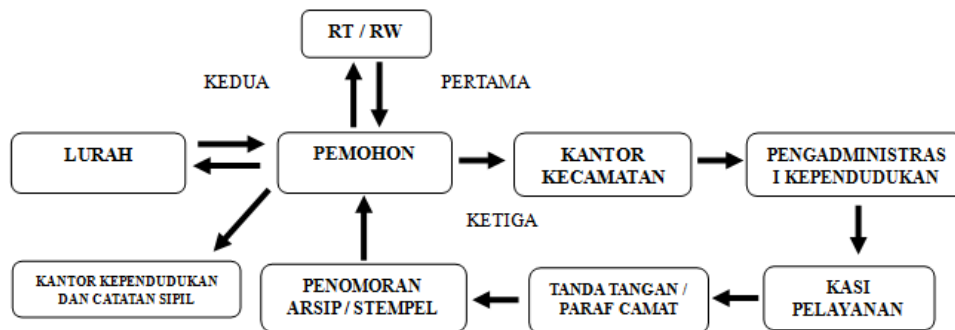 RT / RW
KEDUA
PERTAMA
LURAH
PEMOHON
KANTOR
KECAMATAN
PENGADMINISTRAS
I KEPENDUDUKAN
KETIGA
KANTOR KEPENDUDUKAN
DAN CATATAN SIPIL
PENOMORAN
ARSIP / STEMPEL
TANDA TANGAN /
PARAF CAMAT
KASI
PELAYANAN